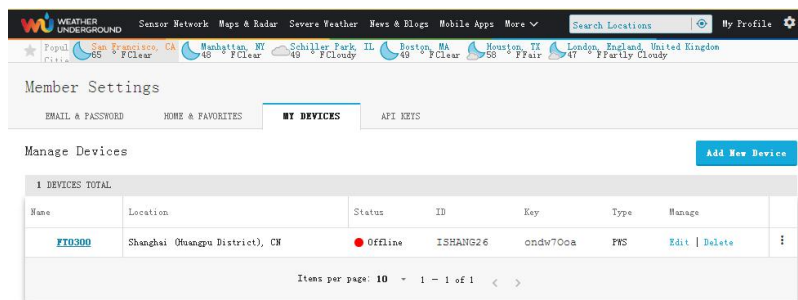 WEATHER UNDERGROUND Sensor Network Maps & Radar Severe Weather News & Blogs Mobile Apps More Search Locations My Profile
Popul Citie San Francisco, CA Manhattan, NY Schiller Park, IL Boston, MA Houston, TX London, England, United Kingdom
65 ° F Clear 48 ° F Clear 49 ° F Cloudy 49 ° F Clear 58 ° F Fair 47 ° F Partly Cloudy
Member Settings
EMAIL & PASSWORD HOME & FAVORITES MY DEVICES API KEYS
Manage Devices Add New Device
1 DEVICES TOTAL
Name Location Status ID Key Type Manage
FT0300 Shanghai (Huangpu District), CN Offline ISHANG26 ondw7Ooa PWS Edit | Delete
Items per page: 10 1 - 1 of 1